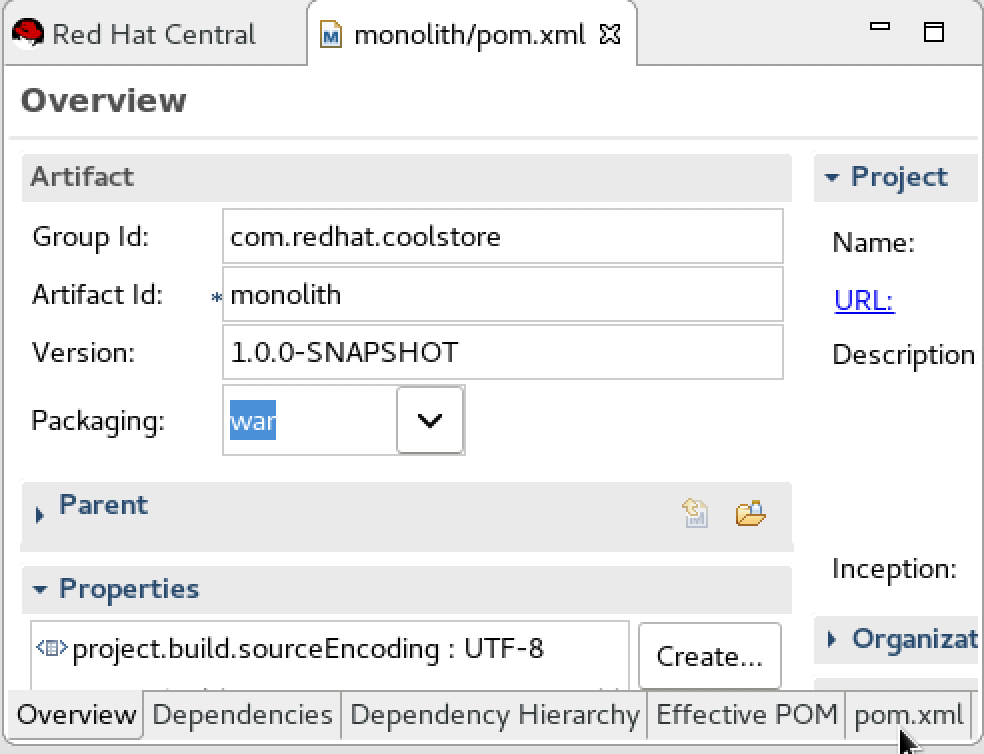 Red Hat Central
monolith/pom.xml
Overview
Artifact
Group Id: com.redhat.coolstore
Artifact Id: * monolith
Version: 1.0.0-SNAPSHOT
Packaging: war
Parent
Properties
project.build.sourceEncoding : UTF-8
Create...
Project
Name:
URL:
Description
Inception:
Organizat
Overview Dependencies Dependency Hierarchy Effective POM pom.xml